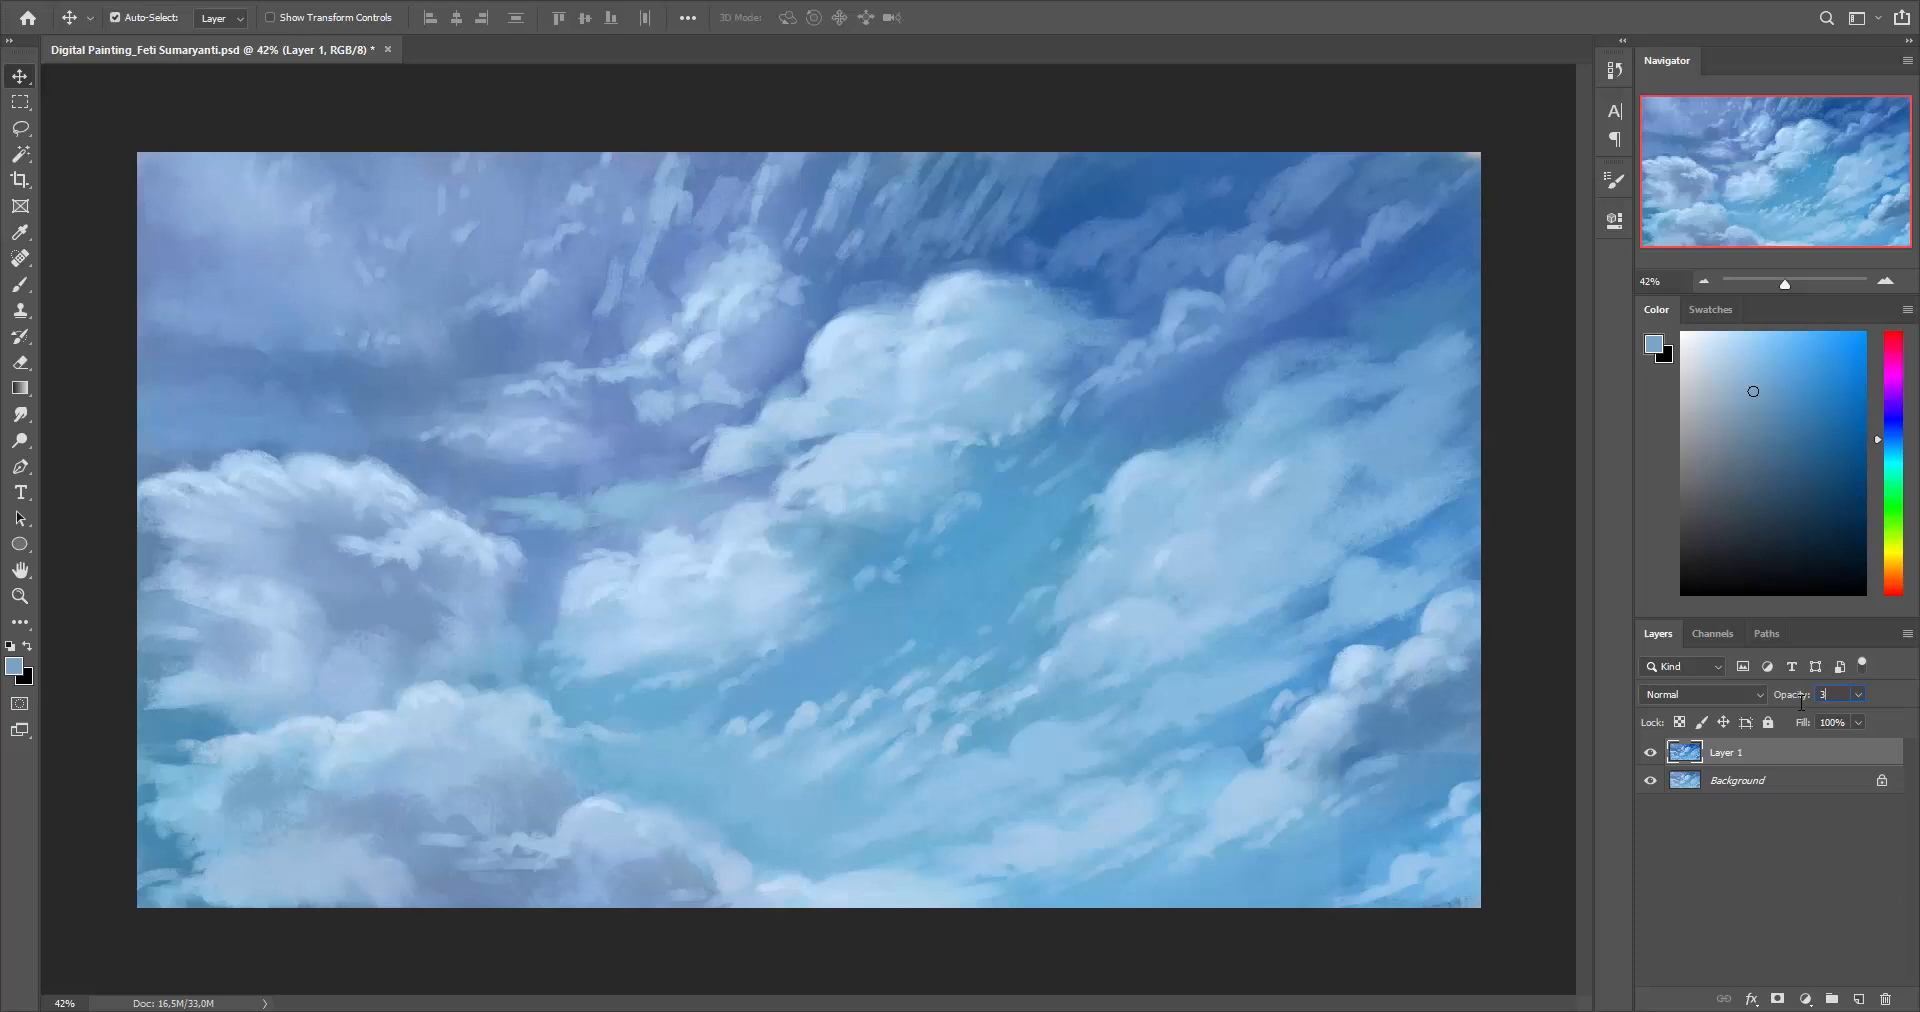 Auto-Select: Layer Show Transform Controls 3D Mode:
Digital Painting_Feti Sumaryanti.psd @ 42% (Layer 1, RGB/8) *
Navigator
42%
Color Swatches
Layers Channels Paths
Kind
Normal Opacity: 3
Lock: Fill: 100%
Layer 1
Background
42% Doc: 16,5M/33,0M